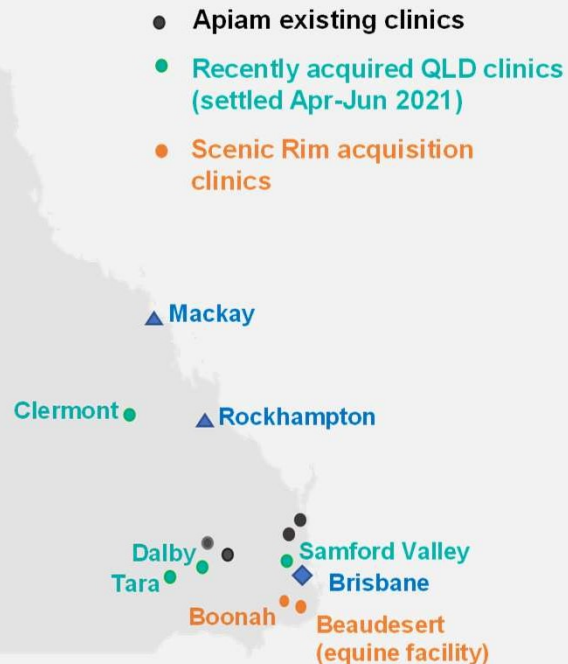 Apiam existing clinics
Recently acquired QLD clinics
(settled Apr-Jun 2021)
Scenic Rim acquisition
clinics
Mackay
Clermont
Rockhampton
Dalby
Samford Valley
Tara
Brisbane
Boonah
Beaudesert
(equine facility)